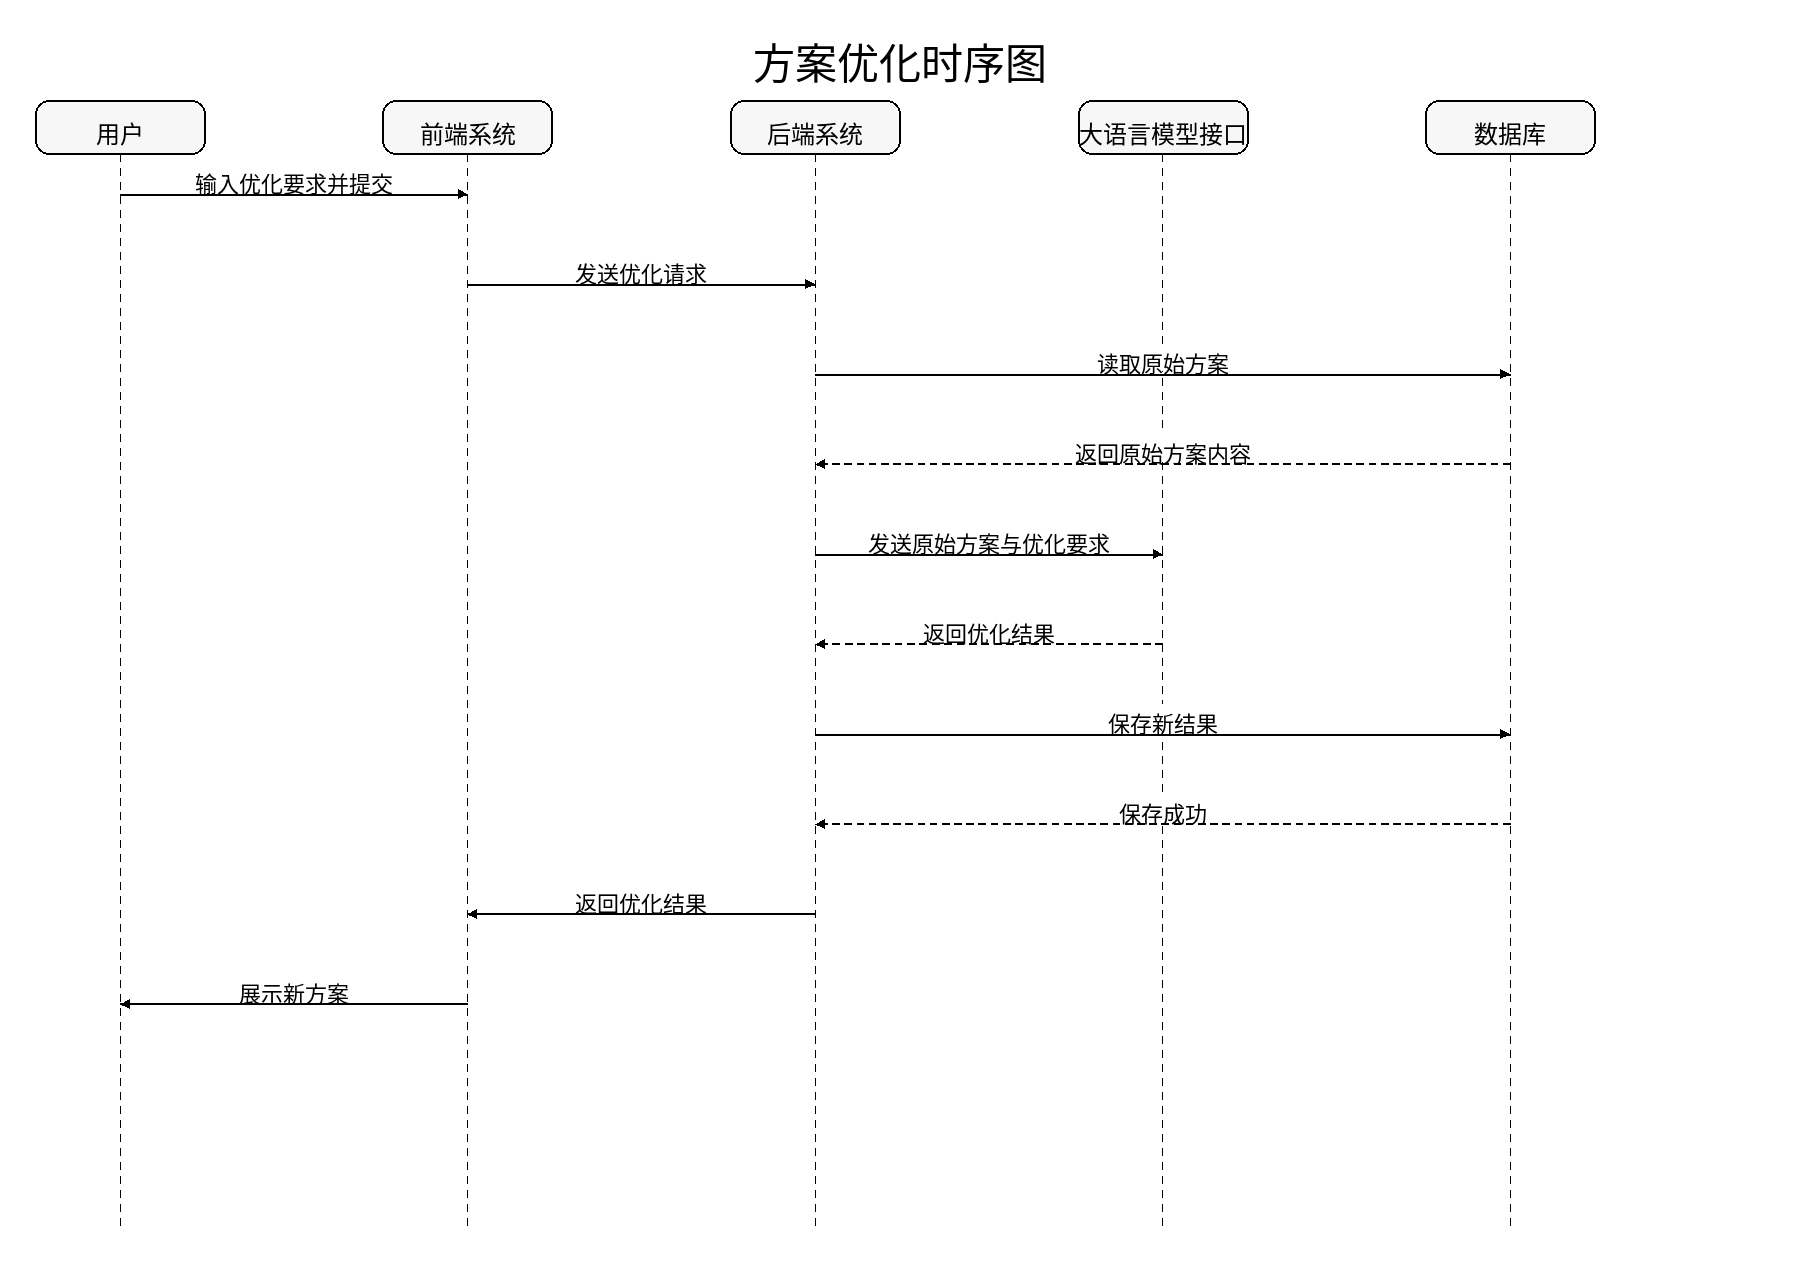 方案优化时序图
用户
前端系统
后端系统
大语言模型接口
数据库
输入优化要求并提交
发送优化请求
读取原始方案
返回原始方案内容
发送原始方案与优化要求
返回优化结果
保存新结果
保存成功
返回优化结果
展示新方案